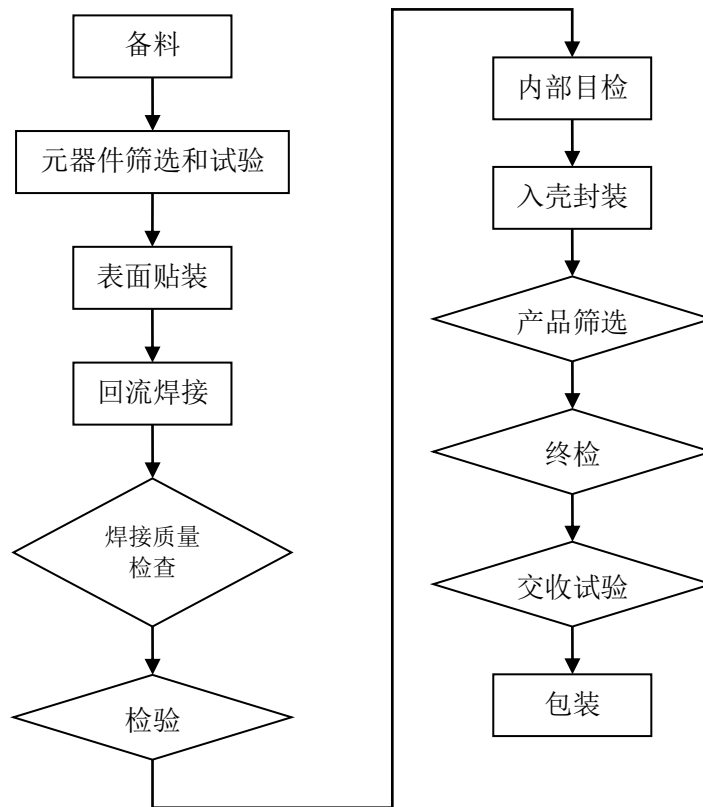 备料
元器件筛选和试验
表面贴装
回流焊接
焊接质量
检查
检验
内部目检
入壳封装
产品筛选
终检
交收试验
包装